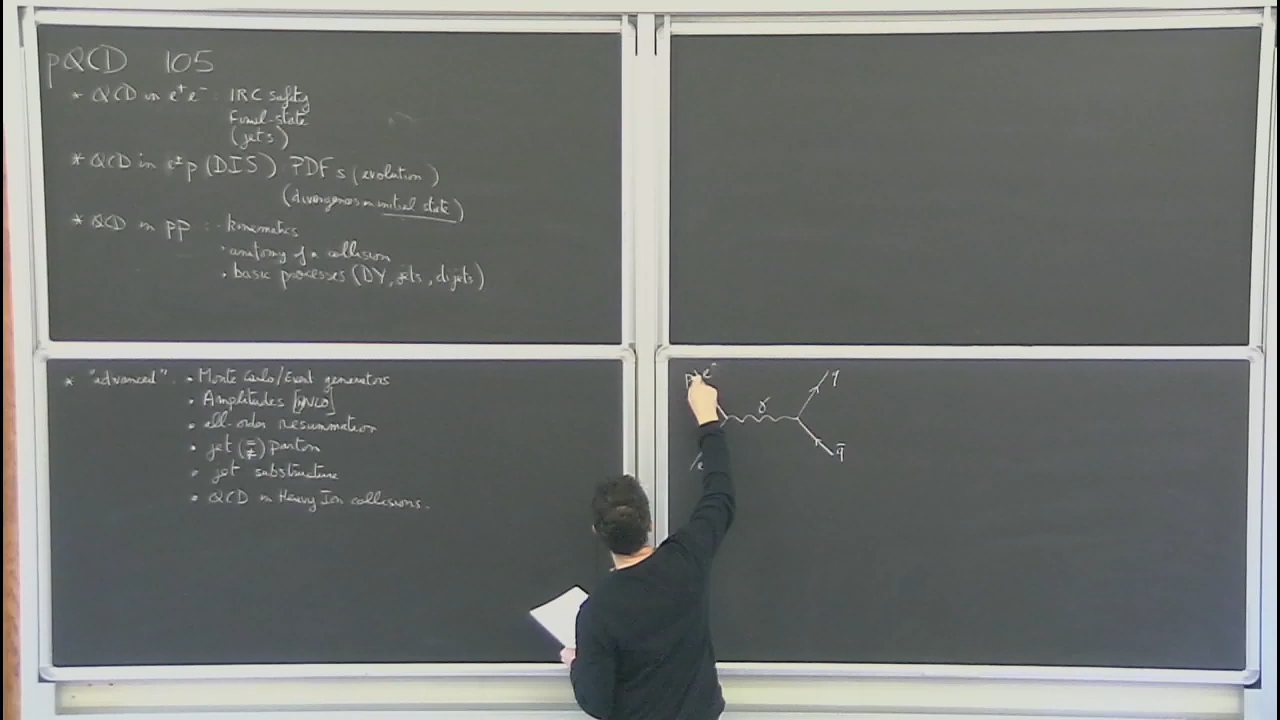 pQCD 105
* QCD in e⁺e⁻ : IRC safety
Final-state
(jets)
* QCD in e±p (DIS) PDFs (evolution)
(divergences in initial state)
* QCD in pp : - kinematics
• anatomy of a collision
• basic processes (DY, jets, dijets)
* "advanced" : • Monte Carlo/Event generators
• Amplitudes [NNLO]
• all-order resummation
• jet (=/≠) parton
• jet substructure
• QCD in Heavy Ion collisions.
p e⁻
γ
q
q̄
e